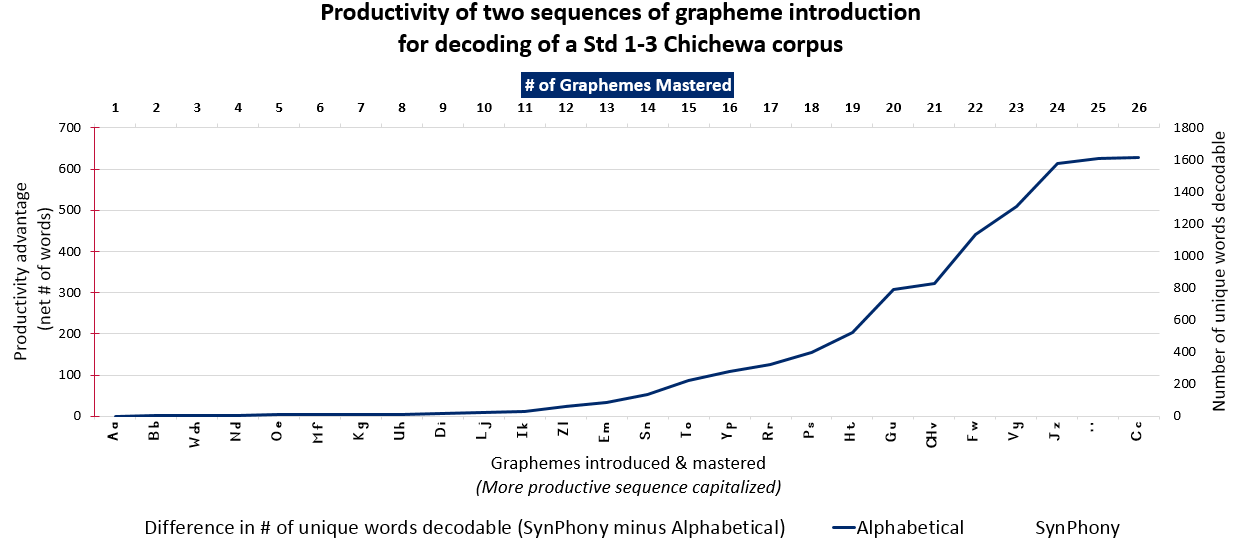 Productivity of two sequences of grapheme introduction
for decoding of a Std 1-3 Chichewa corpus
# of Graphemes Mastered
1 2 3 4 5 6 7 8 9 10 11 12 13 14 15 16 17 18 19 20 21 22 23 24 25 26
700
600
500
400
300
200
100
0
Productivity advantage
(net # of words)
1800
1600
1400
1200
1000
800
600
400
200
0
Number of unique words decodable
Aa Bb Wch Nd Oe Mf Kg Uh Di Lj Ik Zl Em Sn To Yp Rr Ps Ht Gu CHv Fw Vy Jz '' Cc
Graphemes introduced & mastered
(More productive sequence capitalized)
Difference in # of unique words decodable (SynPhony minus Alphabetical) Alphabetical SynPhony